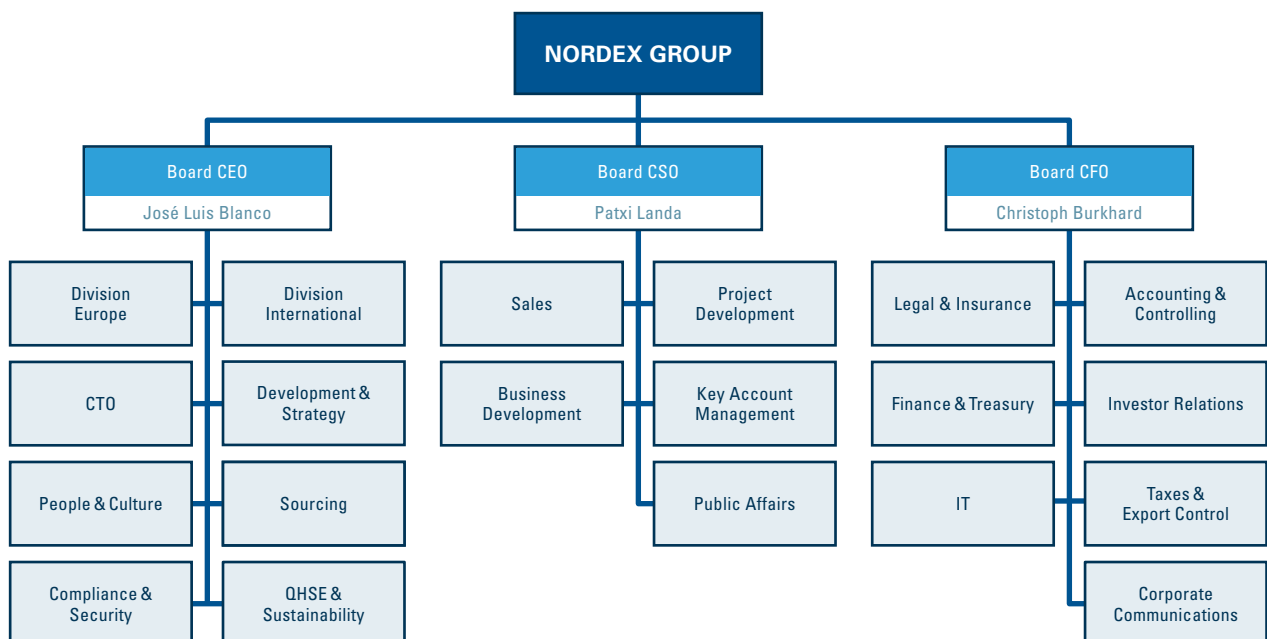 NORDEX GROUP
Board CEO
José Luis Blanco
Board CSO
Patxi Landa
Board CFO
Christoph Burkhard
Division
Europe
Division
International
CTO
Development &
Strategy
People & Culture
Sourcing
Compliance &
Security
QHSE &
Sustainability
Sales
Project
Development
Business
Development
Key Account
Management
Public Affairs
Legal & Insurance
Accounting &
Controlling
Finance & Treasury
Investor Relations
IT
Taxes &
Export Control
Corporate
Communications